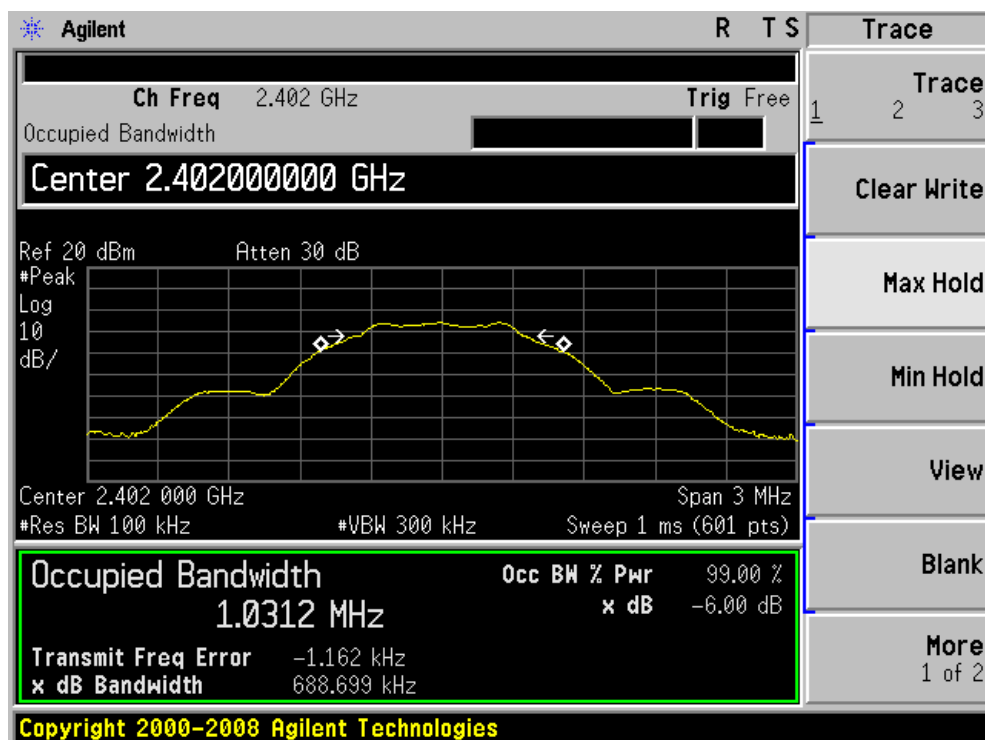 Agilent R T S Trace
Ch Freq 2.402 GHz Trig Free
Occupied Bandwidth
Center 2.402000000 GHz
Ref 20 dBm Atten 30 dB
#Peak
Log
10
dB/
Center 2.402 000 GHz Span 3 MHz
#Res BW 100 kHz #VBW 300 kHz Sweep 1 ms (601 pts)
Occupied Bandwidth Occ BW % Pwr 99.00 %
1.0312 MHz x dB -6.00 dB
Transmit Freq Error -1.162 kHz
x dB Bandwidth 688.699 kHz
Copyright 2000-2008 Agilent Technologies
Trace
1 2 3
Clear Write
Max Hold
Min Hold
View
Blank
More
1 of 2